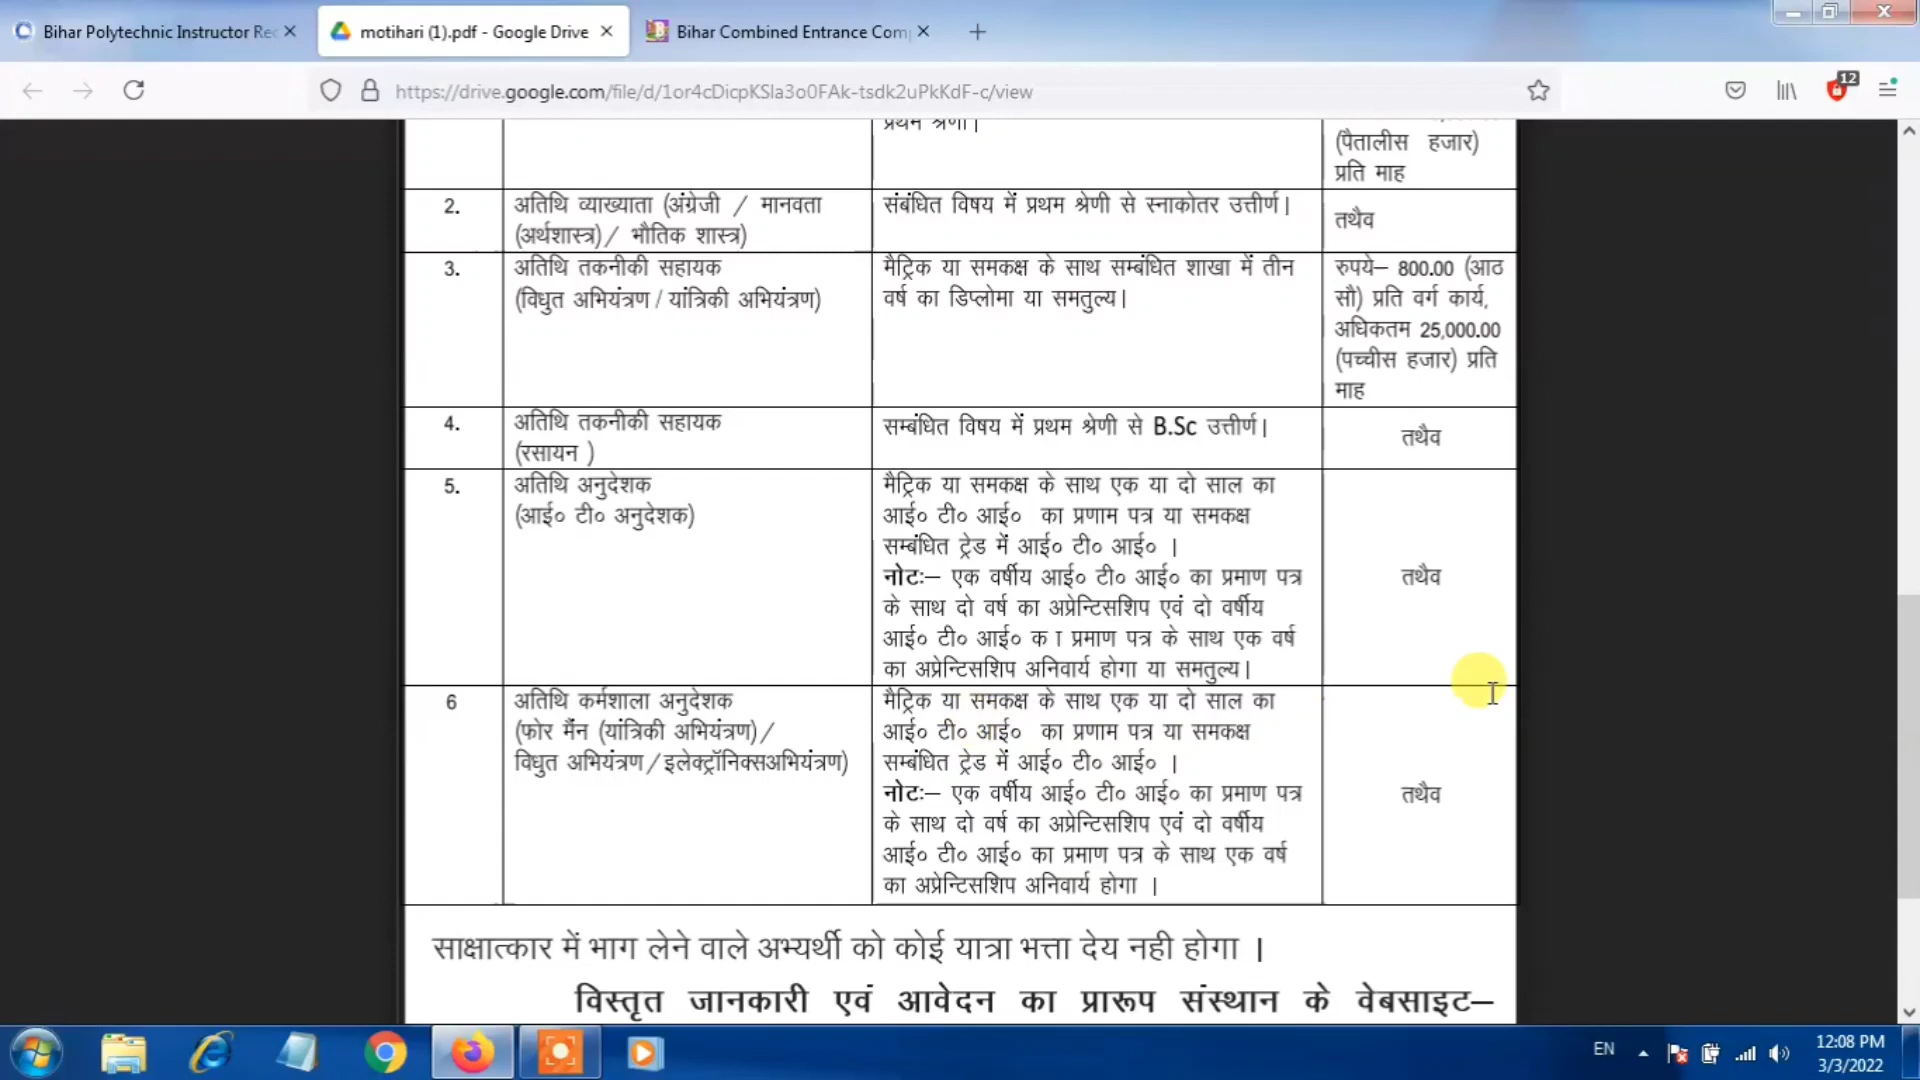 Bihar Polytechnic Instructor Rec
motihari (1).pdf - Google Drive
Bihar Combined Entrance Com
https://drive.google.com/file/d/1or4cDicpKSla3o0FAk-tsdk2uPkKdF-c/view
12
प्रथम श्रेणी।
(पैतालीस हजार)
प्रति माह
2.
अतिथि व्याख्याता (अंग्रेजी / मानवता
(अर्थशास्त्र)/ भौतिक शास्त्र)
संबंधित विषय में प्रथम श्रेणी से स्नाकोतर उत्तीर्ण।
तथैव
3.
अतिथि तकनीकी सहायक
(विधुत अभियंत्रण / यांत्रिकी अभियंत्रण)
मैट्रिक या समकक्ष के साथ सम्बंधित शाखा में तीन
वर्ष का डिप्लोमा या समतुल्य।
रुपये– 800.00 (आठ
सौ) प्रति वर्ग कार्य,
अधिकतम 25,000.00
(पच्चीस हजार) प्रति
माह
4.
अतिथि तकनीकी सहायक
(रसायन )
सम्बंधित विषय में प्रथम श्रेणी से B.Sc उत्तीर्ण।
तथैव
5.
अतिथि अनुदेशक
(आई० टी० अनुदेशक)
मैट्रिक या समकक्ष के साथ एक या दो साल का
आई० टी० आई० का प्रणाम पत्र या समकक्ष
सम्बंधित ट्रेड में आई० टी० आई० ।
नोटः– एक वर्षीय आई० टी० आई० का प्रमाण पत्र
के साथ दो वर्ष का अप्रेन्टिसशिप एवं दो वर्षीय
आई० टी० आई० क ा प्रमाण पत्र के साथ एक वर्ष
का अप्रेन्टिसशिप अनिवार्य होगा या समतुल्य।
तथैव
6
अतिथि कर्मशाला अनुदेशक
(फोर मैंन (यांत्रिकी अभियंत्रण)/
विधुत अभियंत्रण / इलेक्ट्रॉनिक्सअभियंत्रण)
मैट्रिक या समकक्ष के साथ एक या दो साल का
आई० टी० आई० का प्रणाम पत्र या समकक्ष
सम्बंधित ट्रेड में आई० टी० आई० ।
नोटः– एक वर्षीय आई० टी० आई० का प्रमाण पत्र
के साथ दो वर्ष का अप्रेन्टिसशिप एवं दो वर्षीय
आई० टी० आई० का प्रमाण पत्र के साथ एक वर्ष
का अप्रेन्टिसशिप अनिवार्य होगा ।
तथैव
साक्षात्कार में भाग लेने वाले अभ्यर्थी को कोई यात्रा भत्ता देय नही होगा ।
विस्तृत जानकारी एवं आवेदन का प्रारूप संस्थान के वेबसाइट–
EN
12:08 PM
3/3/2022